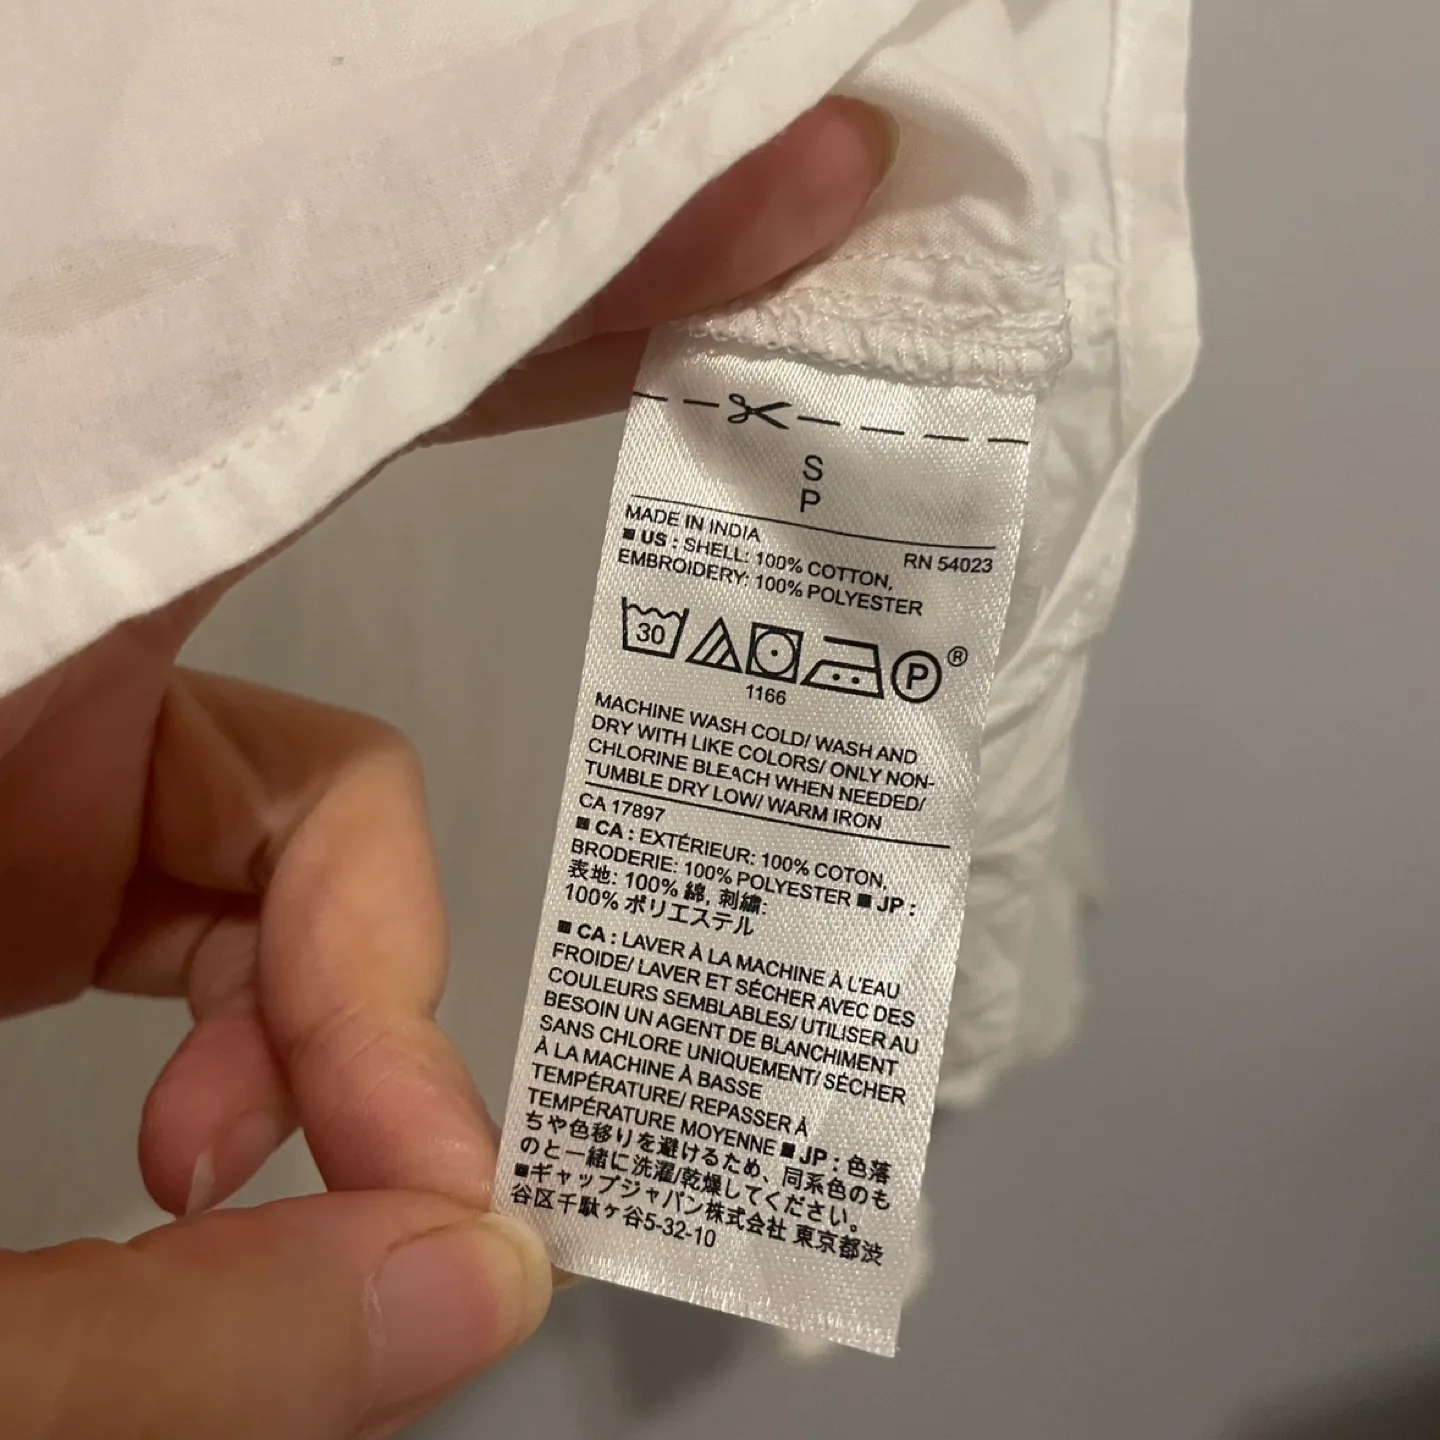 S
P
MADE IN INDIA
RN 54023
■ US : SHELL: 100% COTTON,
EMBROIDERY: 100% POLYESTER
30
P ®
1166
MACHINE WASH COLD/ WASH AND
DRY WITH LIKE COLORS/ ONLY NON-
CHLORINE BLEACH WHEN NEEDED/
TUMBLE DRY LOW/ WARM IRON
CA 17897
■ CA : EXTÉRIEUR: 100% COTON,
BRODERIE: 100% POLYESTER ■ JP :
表地: 100% 綿, 刺繍:
100% ポリエステル
■ CA : LAVER À LA MACHINE À L'EAU
FROIDE/ LAVER ET SÉCHER AVEC DES
COULEURS SEMBLABLES/ UTILISER AU
BESOIN UN AGENT DE BLANCHIMENT
SANS CHLORE UNIQUEMENT/ SÉCHER
À LA MACHINE À BASSE
TEMPÉRATURE/ REPASSER À
TEMPÉRATURE MOYENNE ■ JP : 色落
ちや色移りを避けるため、同系色のも
のと一緒に洗濯/乾燥してください。
■ギャップジャパン株式会社 東京都渋
谷区千駄ヶ谷5-32-10